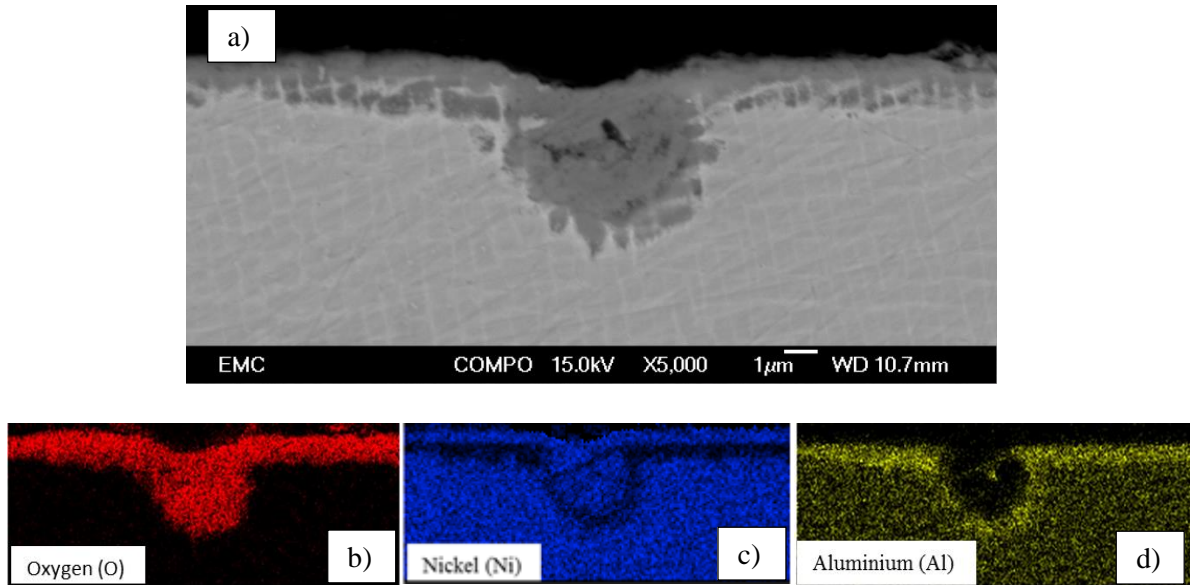 a)
EMC COMPO 15.0kV X5,000 1μm WD 10.7mm
Oxygen (O) b) Nickel (Ni) c) Aluminium (Al) d)